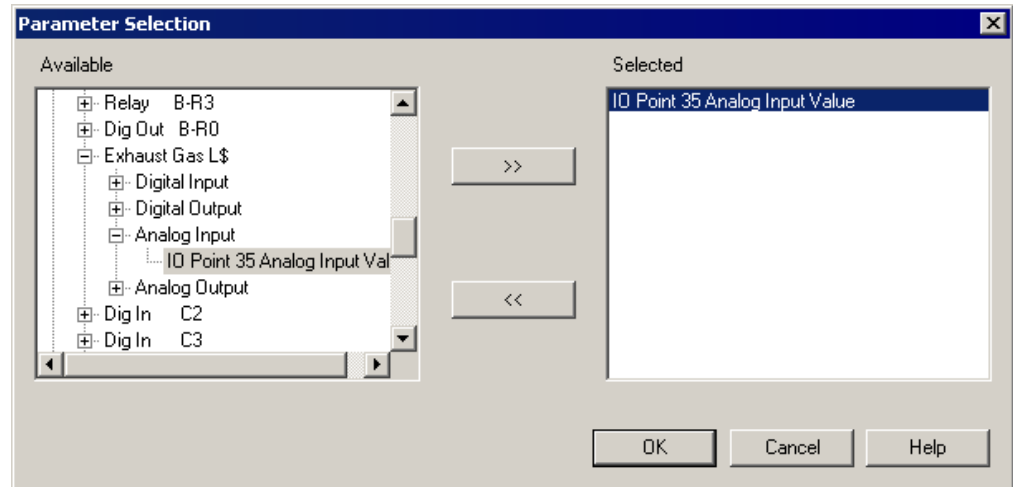 Parameter Selection
Available
Selected
Relay B-R3
Dig Out B-R0
Exhaust Gas L$
Digital Input
Digital Output
Analog Input
IO Point 35 Analog Input Val
Analog Output
Dig In C2
Dig In C3
>>
<<
IO Point 35 Analog Input Value
OK
Cancel
Help